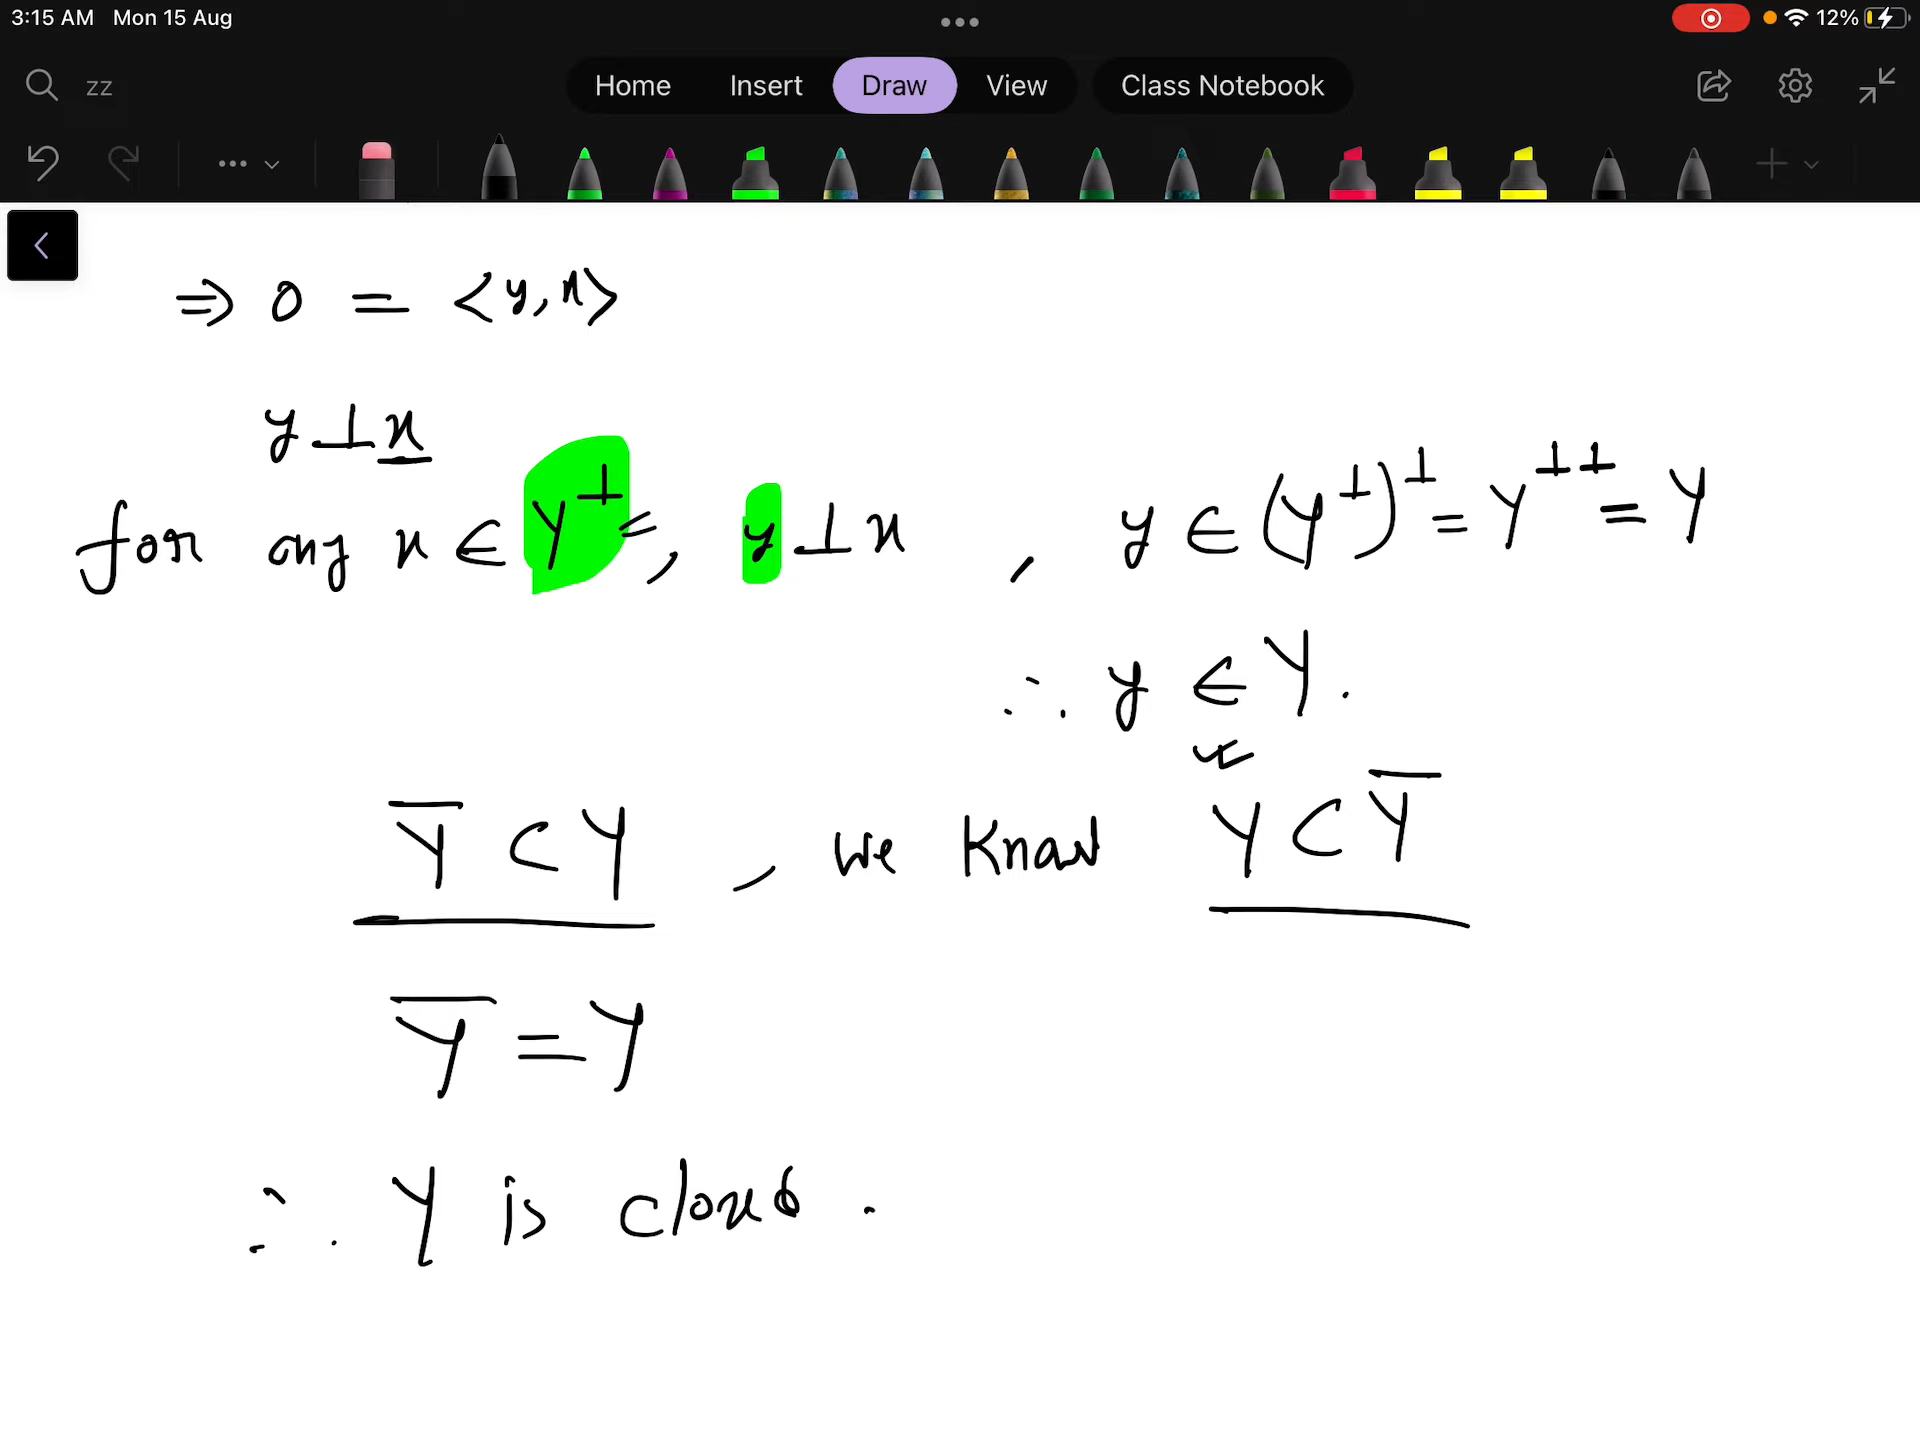 3:15 AM Mon 15 Aug
12%
zz
Home Insert Draw View Class Notebook
⇒ 0 = <y, x>
y ⊥ x
for any x ∈ Y^⊥ =, y ⊥ x , y ∈ (Y^⊥)^⊥ = Y^⊥⊥ = Y
∴ y ∈ Y.
Y̅ ⊂ Y , we know Y ⊂ Y̅
Y̅ = Y
∴ Y is closed .